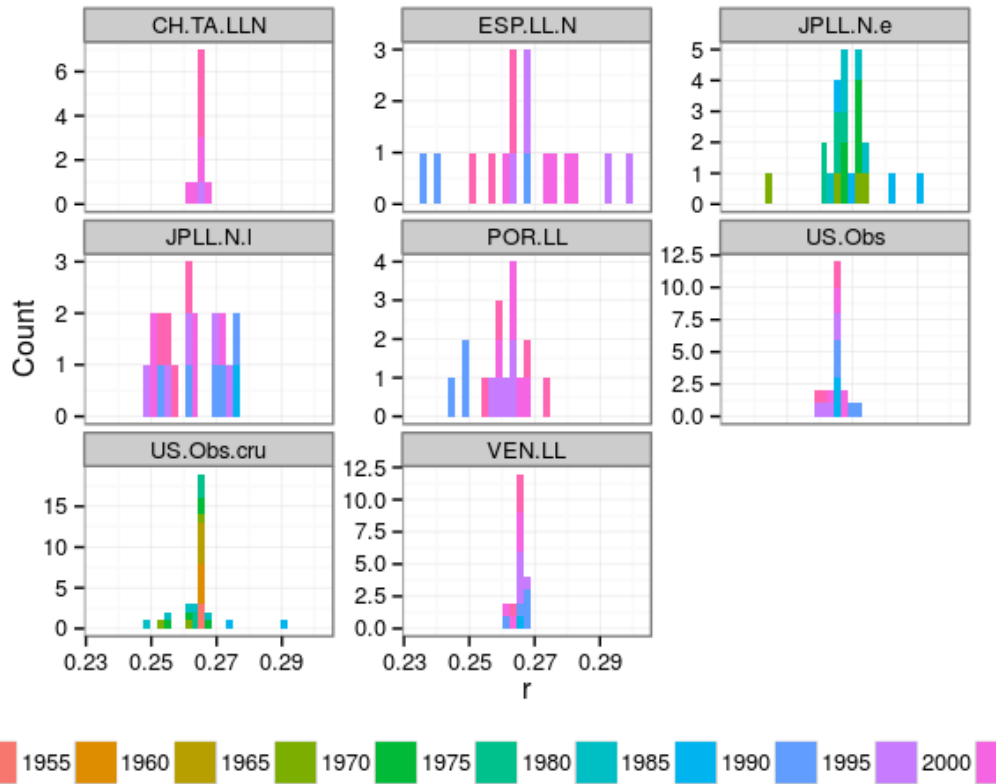 CH.TA.LLN ESP.LL.N JPLL.N.e
6 4 2 0
3 2 1 0
5 4 3 2 1 0
JPLL.N.l POR.LL US.Obs
3 2 1 0
4 3 2 1 0
12.5 10.0 7.5 5.0 2.5 0.0
Count
US.Obs.cru VEN.LL
15 10 5 0
12.5 10.0 7.5 5.0 2.5 0.0
0.23 0.25 0.27 0.29 0.23 0.25 0.27 0.29
r
1955 1960 1965 1970 1975 1980 1985 1990 1995 2000